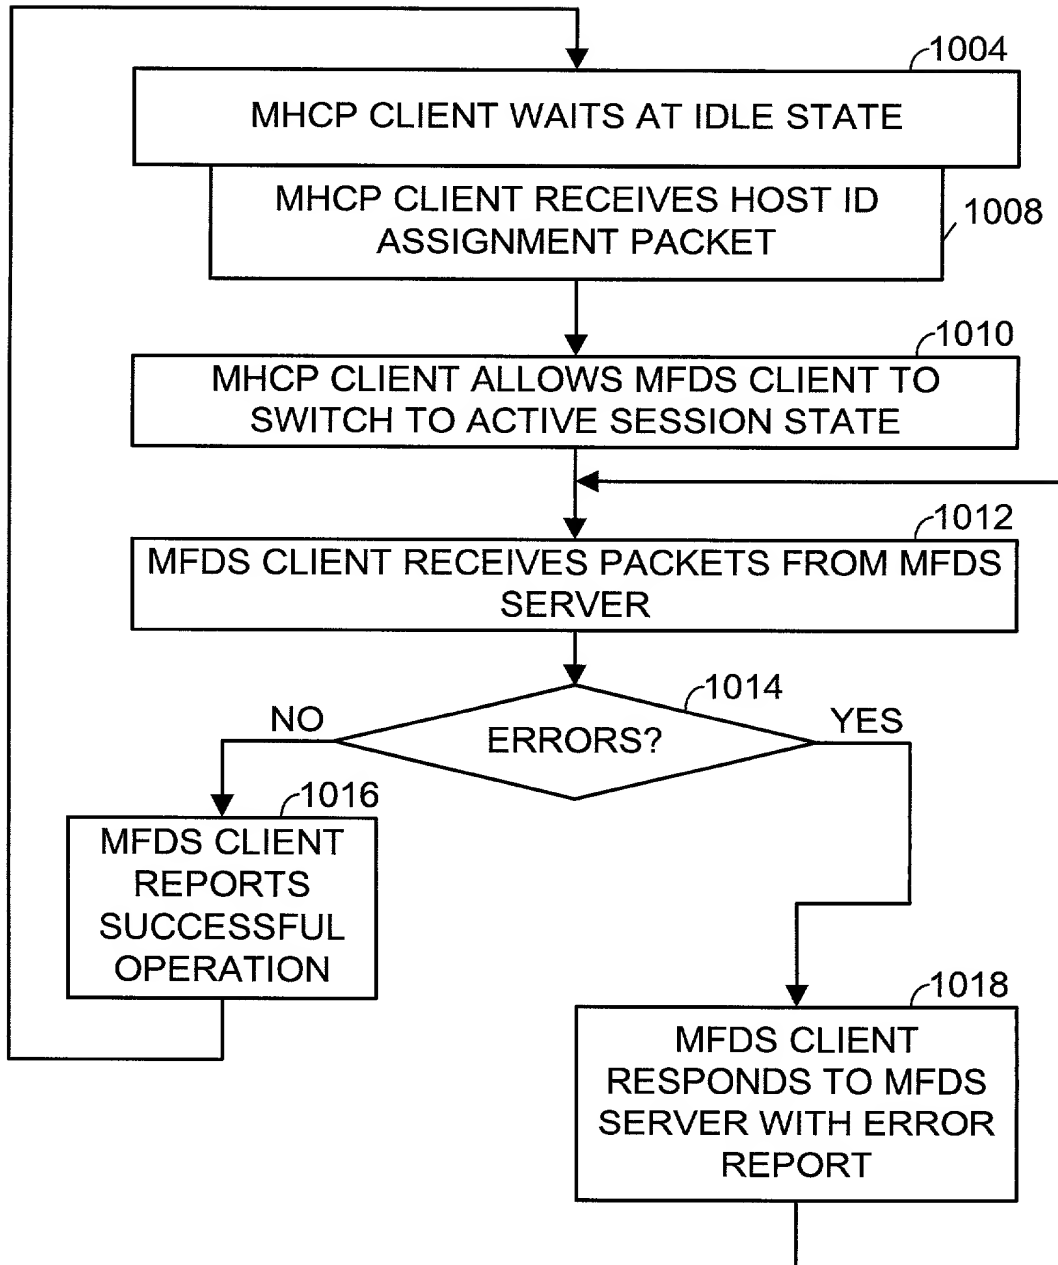 1004
MHCP CLIENT WAITS AT IDLE STATE
MHCP CLIENT RECEIVES HOST ID
ASSIGNMENT PACKET
1008
1010
MHCP CLIENT ALLOWS MFDS CLIENT TO
SWITCH TO ACTIVE SESSION STATE
1012
MFDS CLIENT RECEIVES PACKETS FROM MFDS
SERVER
1014
NO
ERRORS?
YES
1016
MFDS CLIENT
REPORTS
SUCCESSFUL
OPERATION
1018
MFDS CLIENT
RESPONDS TO MFDS
SERVER WITH ERROR
REPORT